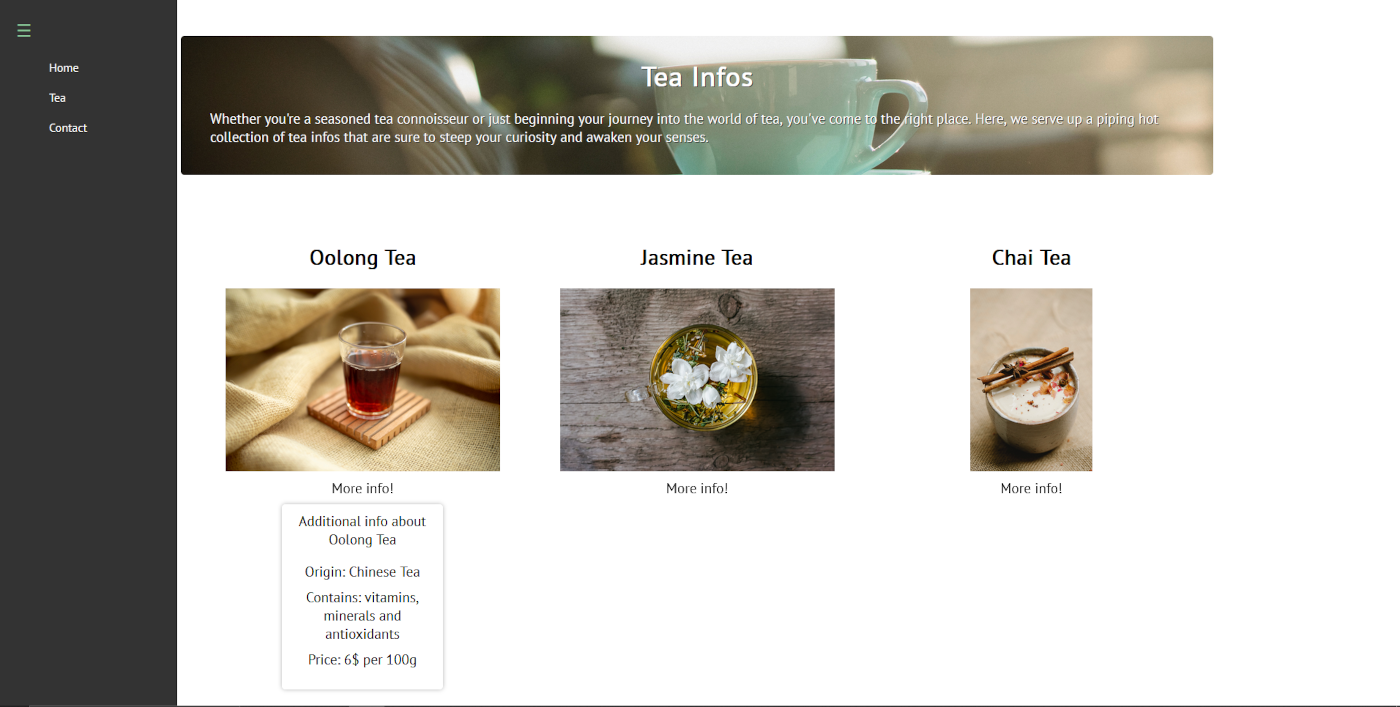 Home
Tea
Contact
Tea Infos
Whether you're a seasoned tea connoisseur or just beginning your journey into the world of tea, you've come to the right place. Here, we serve up a piping hot
collection of tea infos that are sure to steep your curiosity and awaken your senses.
Oolong Tea
Jasmine Tea
Chai Tea
More info!
More info!
More info!
Additional info about
Oolong Tea
Origin: Chinese Tea
Contains: vitamins,
minerals and
antioxidants
Price: 6$ per 100g